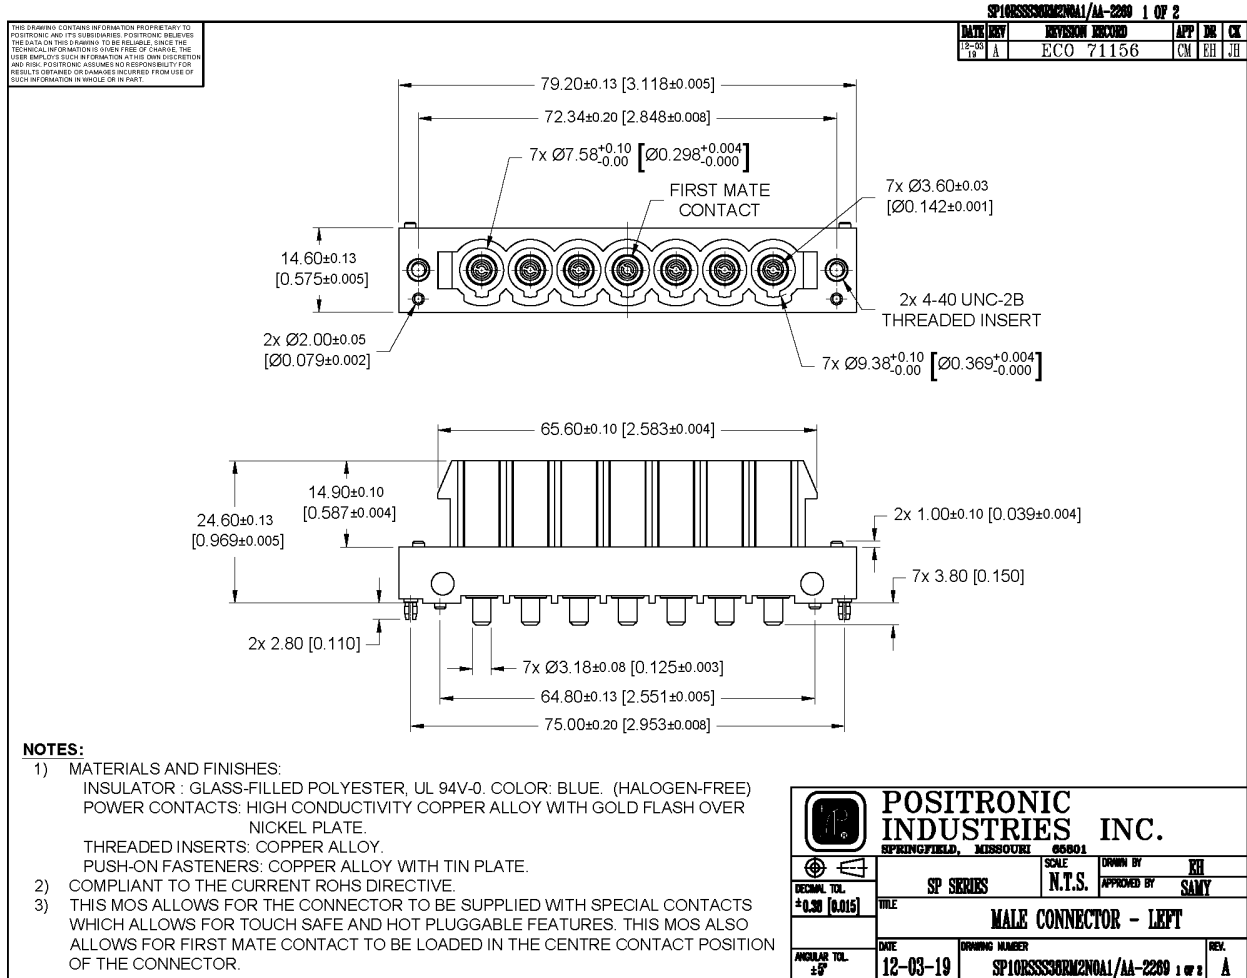 SP10RSSS38RM2N0A1/AA-2269 1 OF 2
THIS DRAWING CONTAINS INFORMATION PROPRIETARY TO
POSITRONIC AND IT'S SUBSIDIARIES. POSITRONIC BELIEVES
THE DATA ON THIS DRAWING TO BE RELIABLE, SINCE THE
TECHNICAL INFORMATION IS GIVEN FREE OF CHARGE, THE
USER EMPLOYS SUCH INFORMATION AT HIS OWN DISCRETION
AND RISK. POSITRONIC ASSUMES NO RESPONSIBILITY FOR
RESULTS OBTAINED OR DAMAGES INCURRED FROM USE OF
SUCH INFORMATION IN WHOLE OR IN PART.
DATE REV REVISION RECORD APP DR CK
12-03
19 A ECO 71156 CM EH JH
79.20±0.13 [3.118±0.005]
72.34±0.20 [2.848±0.008]
7x Ø7.58+0.10 -0.00 [Ø0.298+0.004 -0.000]
FIRST MATE
CONTACT
7x Ø3.60±0.03
[Ø0.142±0.001]
14.60±0.13
[0.575±0.005]
2x 4-40 UNC-2B
THREADED INSERT
2x Ø2.00±0.05
[Ø0.079±0.002]
7x Ø9.38+0.10 -0.00 [Ø0.369+0.004 -0.000]
65.60±0.10 [2.583±0.004]
14.90±0.10
[0.587±0.004]
24.60±0.13
[0.969±0.005]
2x 1.00±0.10 [0.039±0.004]
7x 3.80 [0.150]
2x 2.80 [0.110]
7x Ø3.18±0.08 [0.125±0.003]
64.80±0.13 [2.551±0.005]
75.00±0.20 [2.953±0.008]
NOTES:
1) MATERIALS AND FINISHES:
INSULATOR : GLASS-FILLED POLYESTER, UL 94V-0. COLOR: BLUE. (HALOGEN-FREE)
POWER CONTACTS: HIGH CONDUCTIVITY COPPER ALLOY WITH GOLD FLASH OVER
NICKEL PLATE.
THREADED INSERTS: COPPER ALLOY.
PUSH-ON FASTENERS: COPPER ALLOY WITH TIN PLATE.
2) COMPLIANT TO THE CURRENT ROHS DIRECTIVE.
3) THIS MOS ALLOWS FOR THE CONNECTOR TO BE SUPPLIED WITH SPECIAL CONTACTS
WHICH ALLOWS FOR TOUCH SAFE AND HOT PLUGGABLE FEATURES. THIS MOS ALSO
ALLOWS FOR FIRST MATE CONTACT TO BE LOADED IN THE CENTRE CONTACT POSITION
OF THE CONNECTOR.
POSITRONIC
INDUSTRIES INC.
SPRINGFIELD, MISSOURI 65801
DECIMAL TOL.
±0.38 [0.015]
ANGULAR TOL.
±5°
SP SERIES
SCALE
N.T.S.
DRAWN BY EH
APPROVED BY SAMY
TITLE
MALE CONNECTOR - LEFT
DATE
12-03-19
DRAWING NUMBER
SP10RSSS38RM2N0A1/AA-2269 1 OF 2
REV.
A